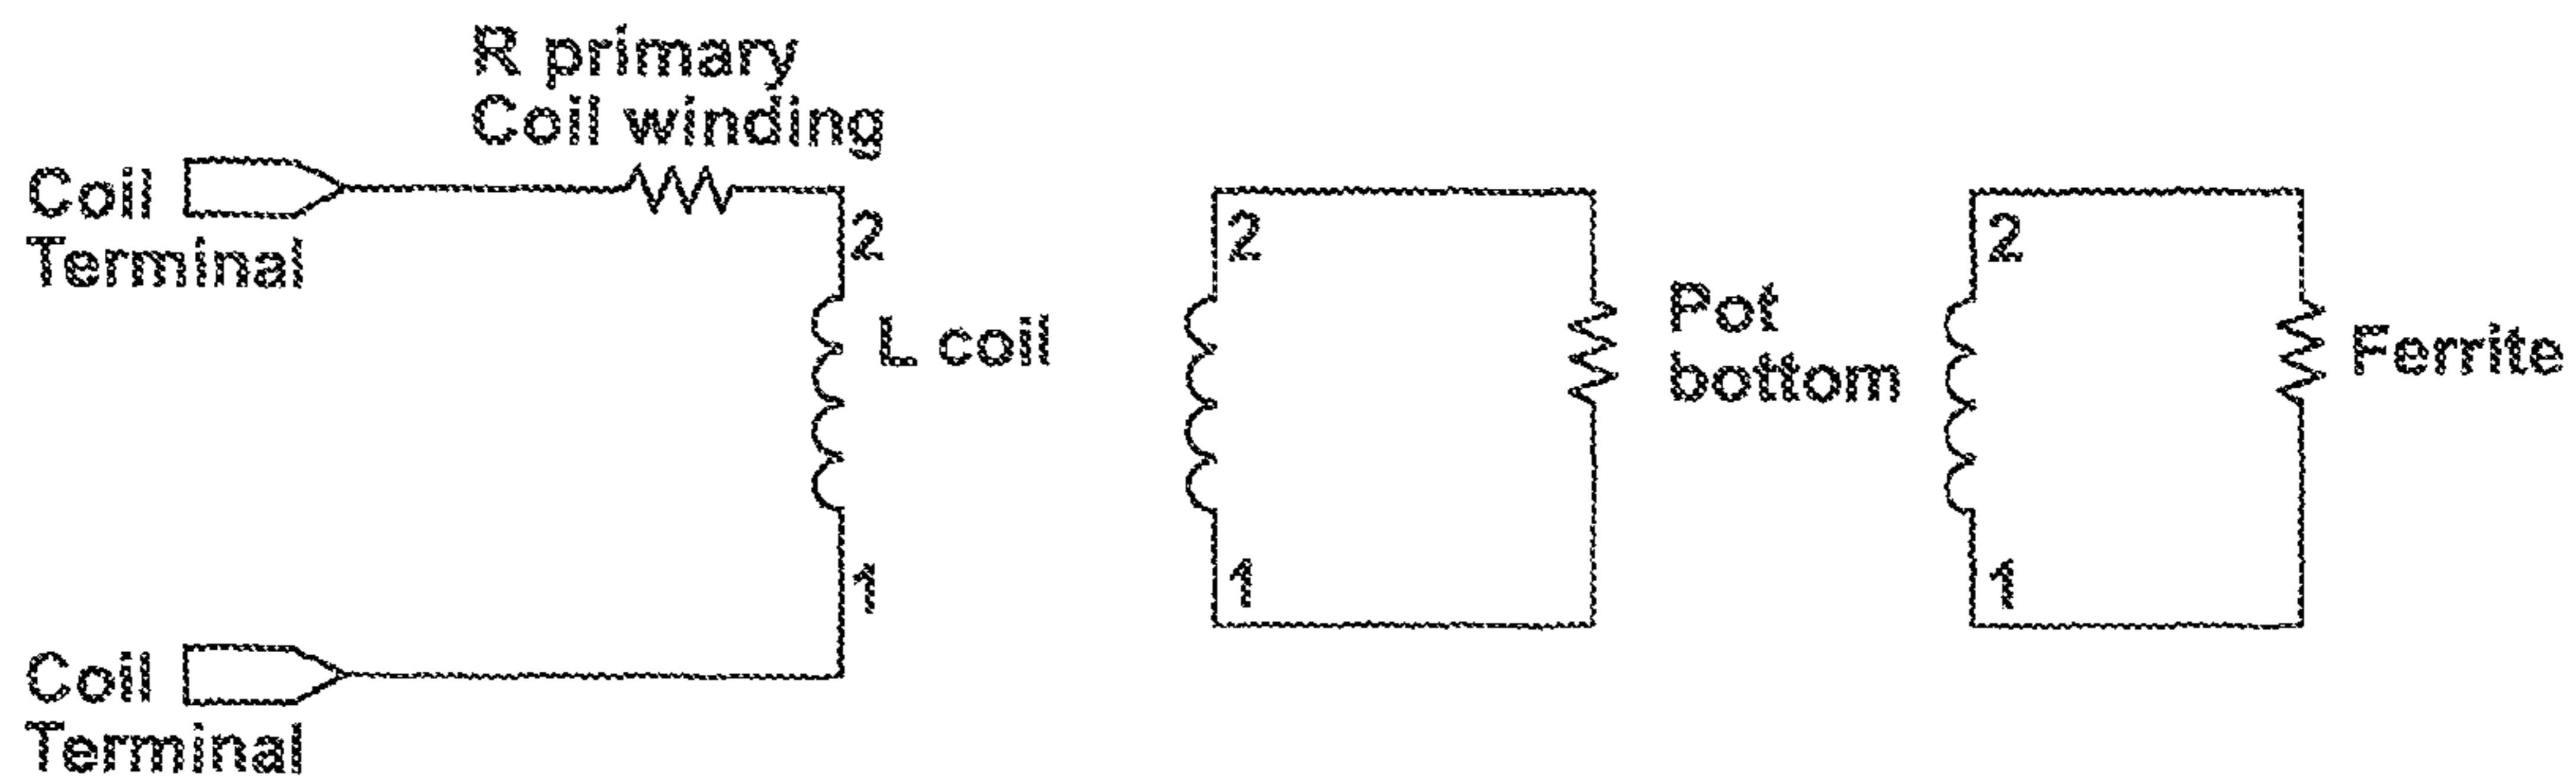 R primary
Coil winding
Coil
Terminal
2
L coil
1
Coil
Terminal
2
Pot
bottom
1
2
Ferrite
1